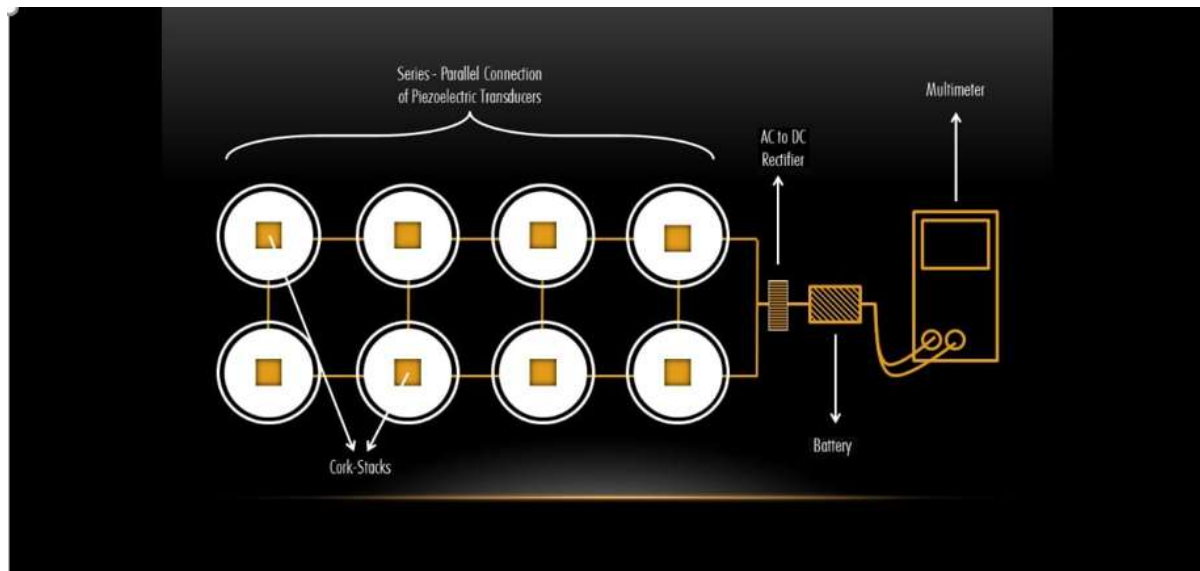 Series - Parallel Connection
of Piezoelectric Transducers
Multimeter
AC to DC
Rectifier
Battery
Cork-Stacks